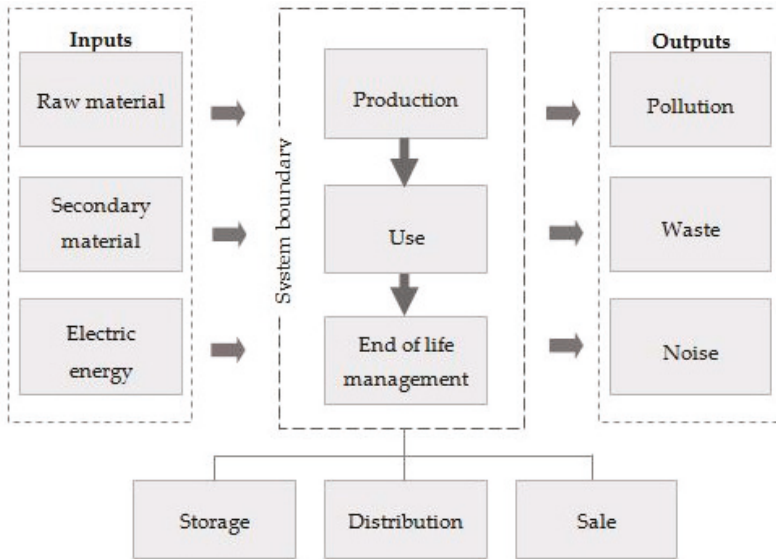 Inputs
Raw material
Secondary
material
Electric
energy
System boundary
Production
Use
End of life
management
Outputs
Pollution
Waste
Noise
Storage
Distribution
Sale